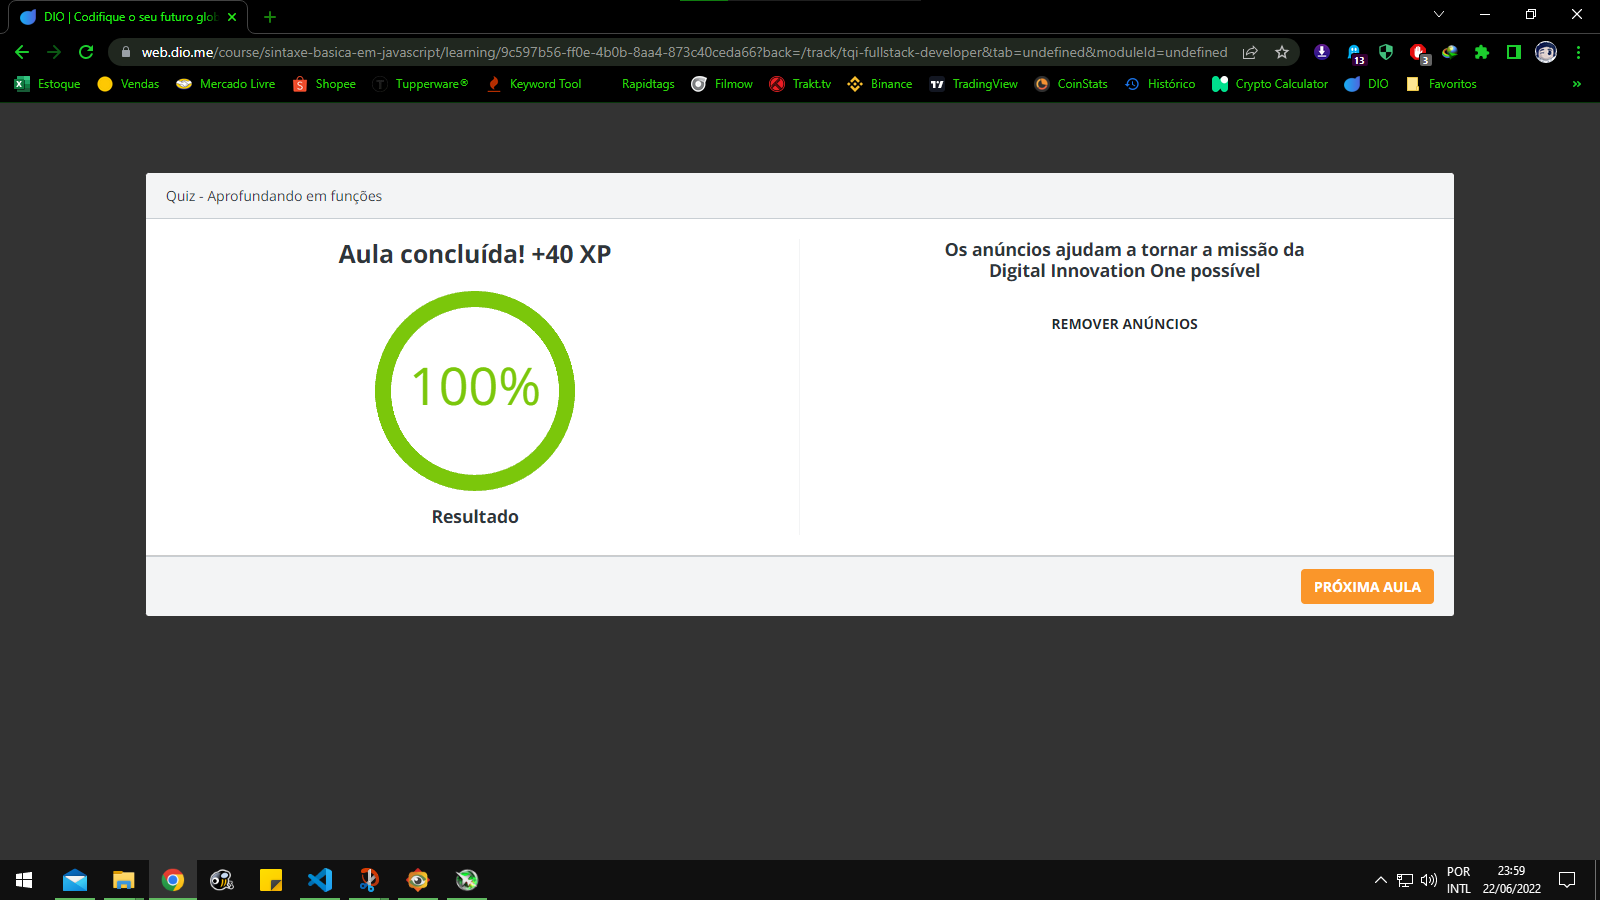 DIO | Codifique o seu futuro glob
web.dio.me/course/sintaxe-basica-em-javascript/learning/9c597b56-ff0e-4b0b-8aa4-873c40ceda66?back=/track/tqi-fullstack-developer&tab=undefined&moduleId=undefined
13
3
Estoque Vendas Mercado Livre Shopee Tupperware® Keyword Tool Rapidtags Filmow Trakt.tv Binance TradingView CoinStats Histórico Crypto Calculator DIO Favoritos »
Quiz - Aprofundando em funções
Aula concluída! +40 XP
100%
Resultado
Os anúncios ajudam a tornar a missão da
Digital Innovation One possível
REMOVER ANÚNCIOS
PRÓXIMA AULA
POR
INTL
23:59
22/06/2022